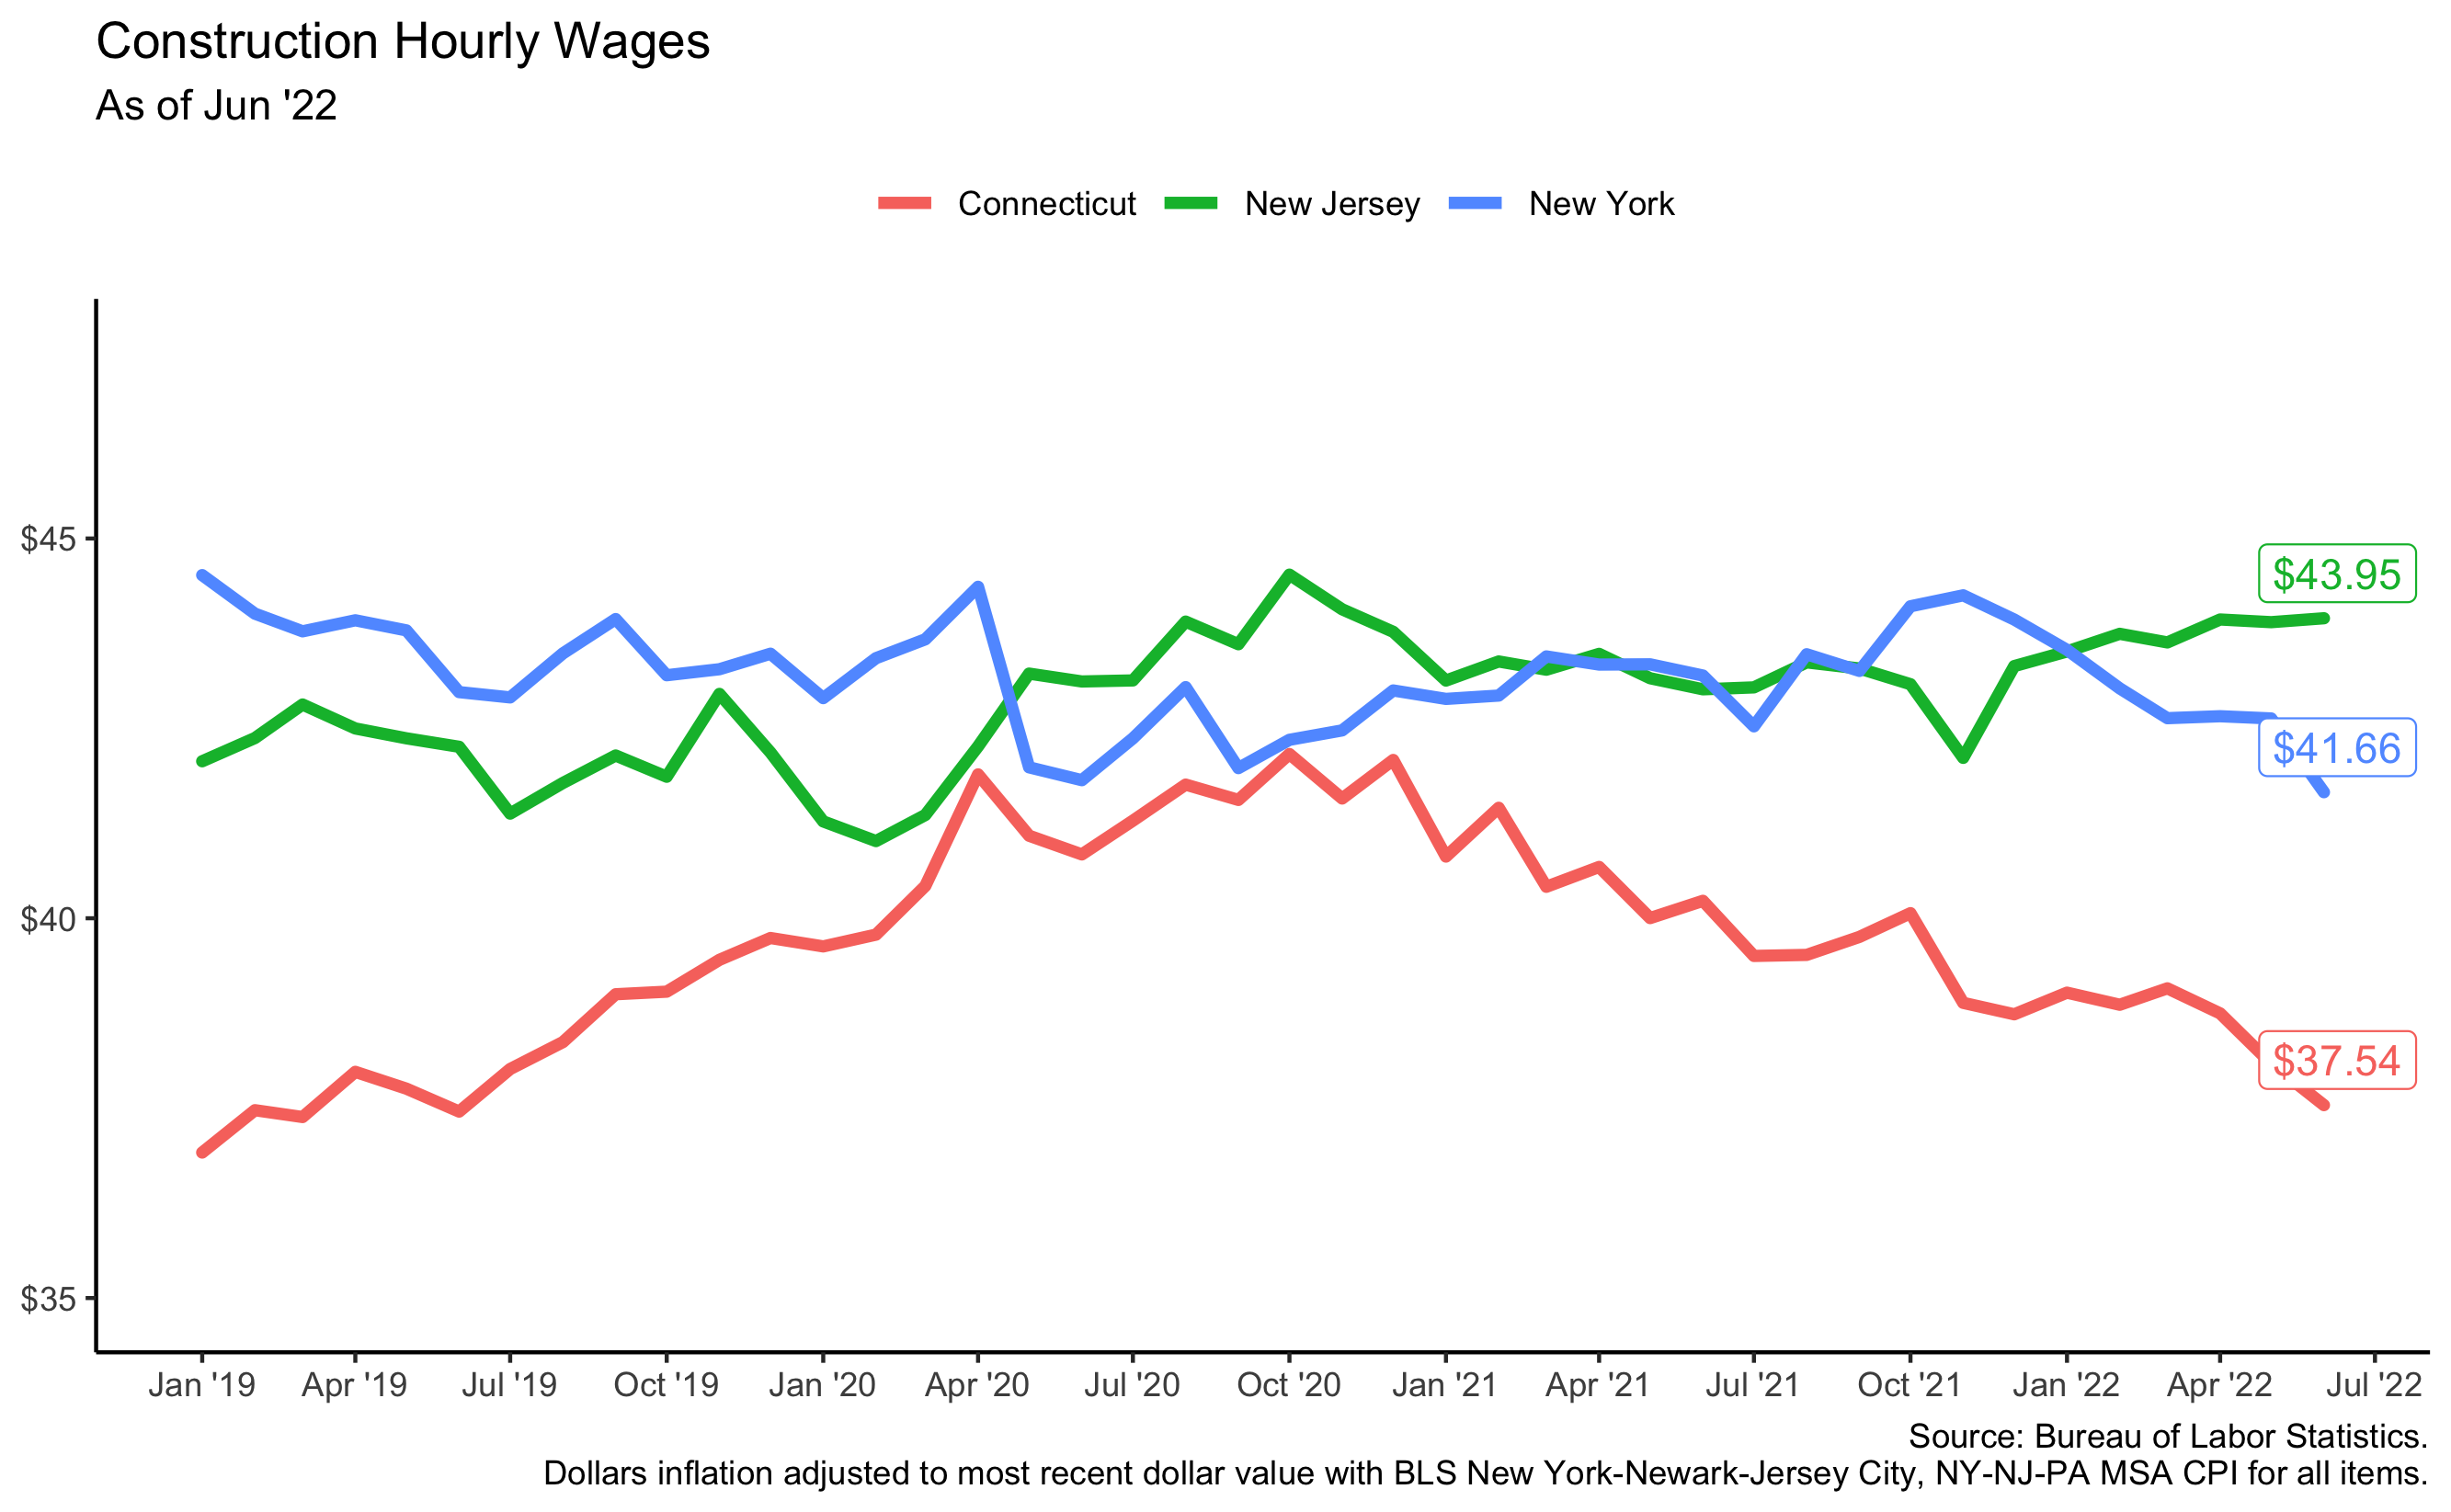 Construction Hourly Wages
As of Jun '22
Connecticut New Jersey New York
$45
$40
$35
$43.95
$41.66
$37.54
Jan '19 Apr '19 Jul '19 Oct '19 Jan '20 Apr '20 Jul '20 Oct '20 Jan '21 Apr '21 Jul '21 Oct '21 Jan '22 Apr '22 Jul '22
Source: Bureau of Labor Statistics.
Dollars inflation adjusted to most recent dollar value with BLS New York-Newark-Jersey City, NY-NJ-PA MSA CPI for all items.